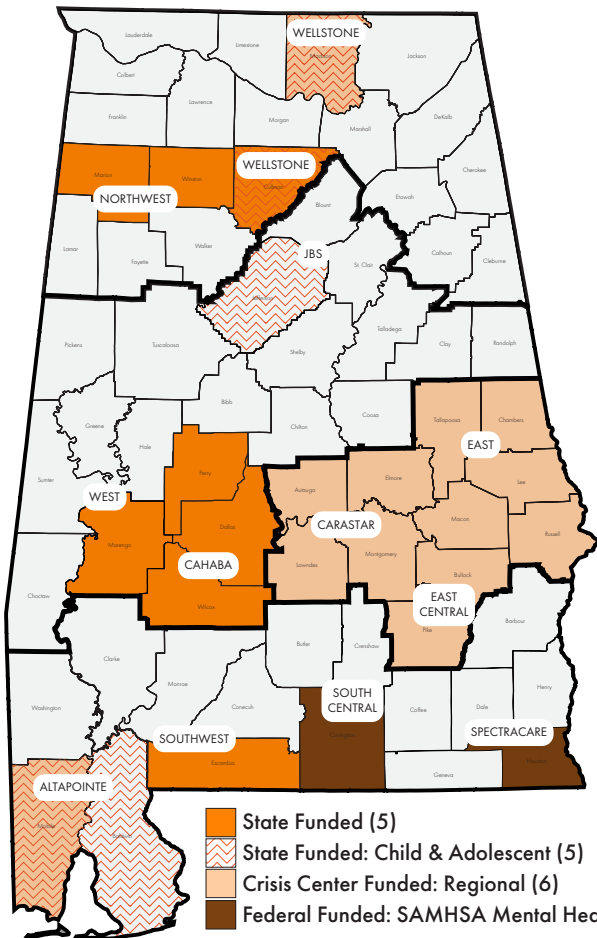 WELLSTONE
Lauderdale
Limestone
Madison
Jackson
Colbert
Lawrence
Franklin
Morgan
Marshall
DeKalb
WELLSTONE
Marion
Winston
Cullman
Cherokee
Etowah
NORTHWEST
Blount
Lamar
Fayette
Walker
JBS
St. Clair
Calhoun
Cleburne
Jefferson
Talladega
Pickens
Tuscaloosa
Shelby
Clay
Randolph
Bibb
Chilton
Coosa
Greene
Hale
Tallapoosa
Chambers
EAST
Sumter
Perry
Autauga
Elmore
Lee
WEST
Dallas
CARASTAR
Macon
Russell
Marengo
CAHABA
Lowndes
Montgomery
Bullock
Choctaw
Wilcox
EAST
CENTRAL
Pike
Barbour
Clarke
Butler
Crenshaw
Monroe
Washington
Conecuh
SOUTH
CENTRAL
Coffee
Dale
Henry
SOUTHWEST
Covington
SPECTRACARE
Escambia
Houston
Geneva
ALTAPOINTE
Mobile
Baldwin
State Funded (5)
State Funded: Child & Adolescent (5)
Crisis Center Funded: Regional (6)
Federal Funded: SAMHSA Mental Hea